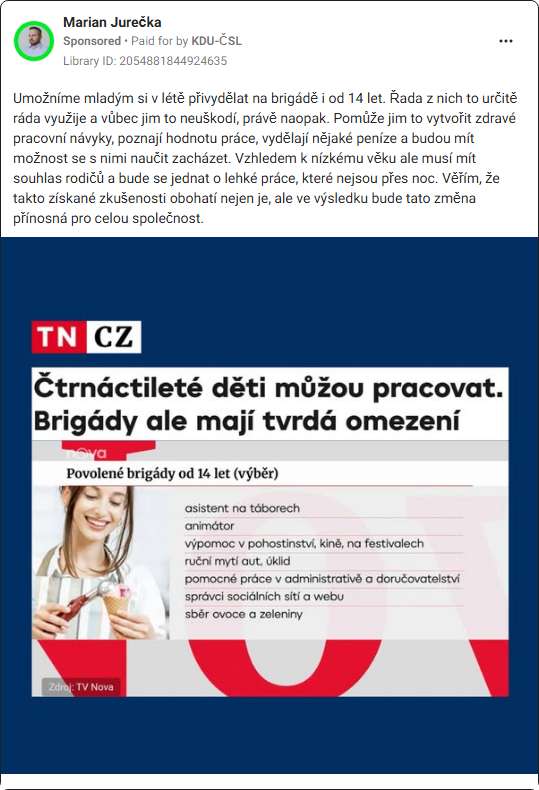 Marian Jurečka
Sponsored • Paid for by KDU-ČSL
Library ID: 2054881844924635
Umožníme mladým si v létě přivydělat na brigádě i od 14 let. Řada z nich to určitě
ráda využije a vůbec jim to neuškodí, právě naopak. Pomůže jim to vytvořit zdravé
pracovní návyky, poznají hodnotu práce, vydělají nějaké peníze a budou mít
možnost se s nimi naučit zacházet. Vzhledem k nízkému věku ale musí mít
souhlas rodičů a bude se jednat o lehké práce, které nejsou přes noc. Věřím, že
takto získané zkušenosti obohatí nejen je, ale ve výsledku bude tato změna
přínosná pro celou společnost.
TN CZ
Čtrnáctileté děti můžou pracovat.
Brigády ale mají tvrdá omezení
nova
Povolené brigády od 14 let (výběr)
asistent na táborech
animátor
výpomoc v pohostinství, kině, na festivalech
ruční mytí aut, úklid
pomocné práce v administrativě a doručovatelství
správci sociálních sítí a webu
sběr ovoce a zeleniny
Zdroj: TV Nova